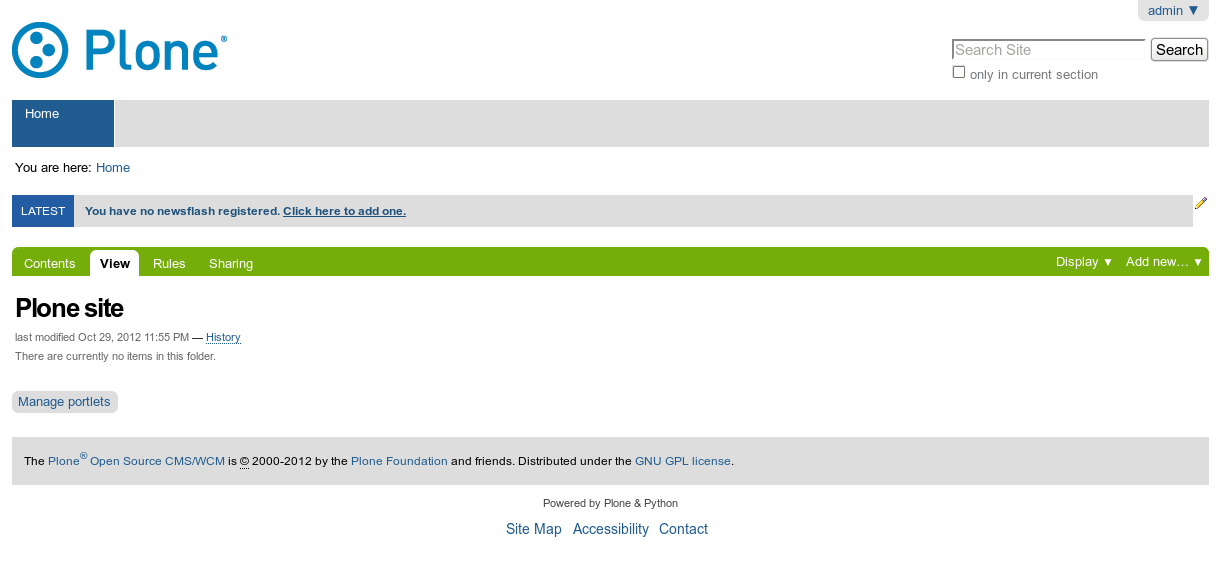 admin ▼
Plone®
Search Site
Search
only in current section
Home
You are here: Home
LATEST You have no newsflash registered. Click here to add one.
Contents View Rules Sharing Display ▼ Add new… ▼
Plone site
last modified Oct 29, 2012 11:55 PM — History
There are currently no items in this folder.
Manage portlets
The Plone® Open Source CMS/WCM is © 2000-2012 by the Plone Foundation and friends. Distributed under the GNU GPL license.
Powered by Plone & Python
Site Map Accessibility Contact